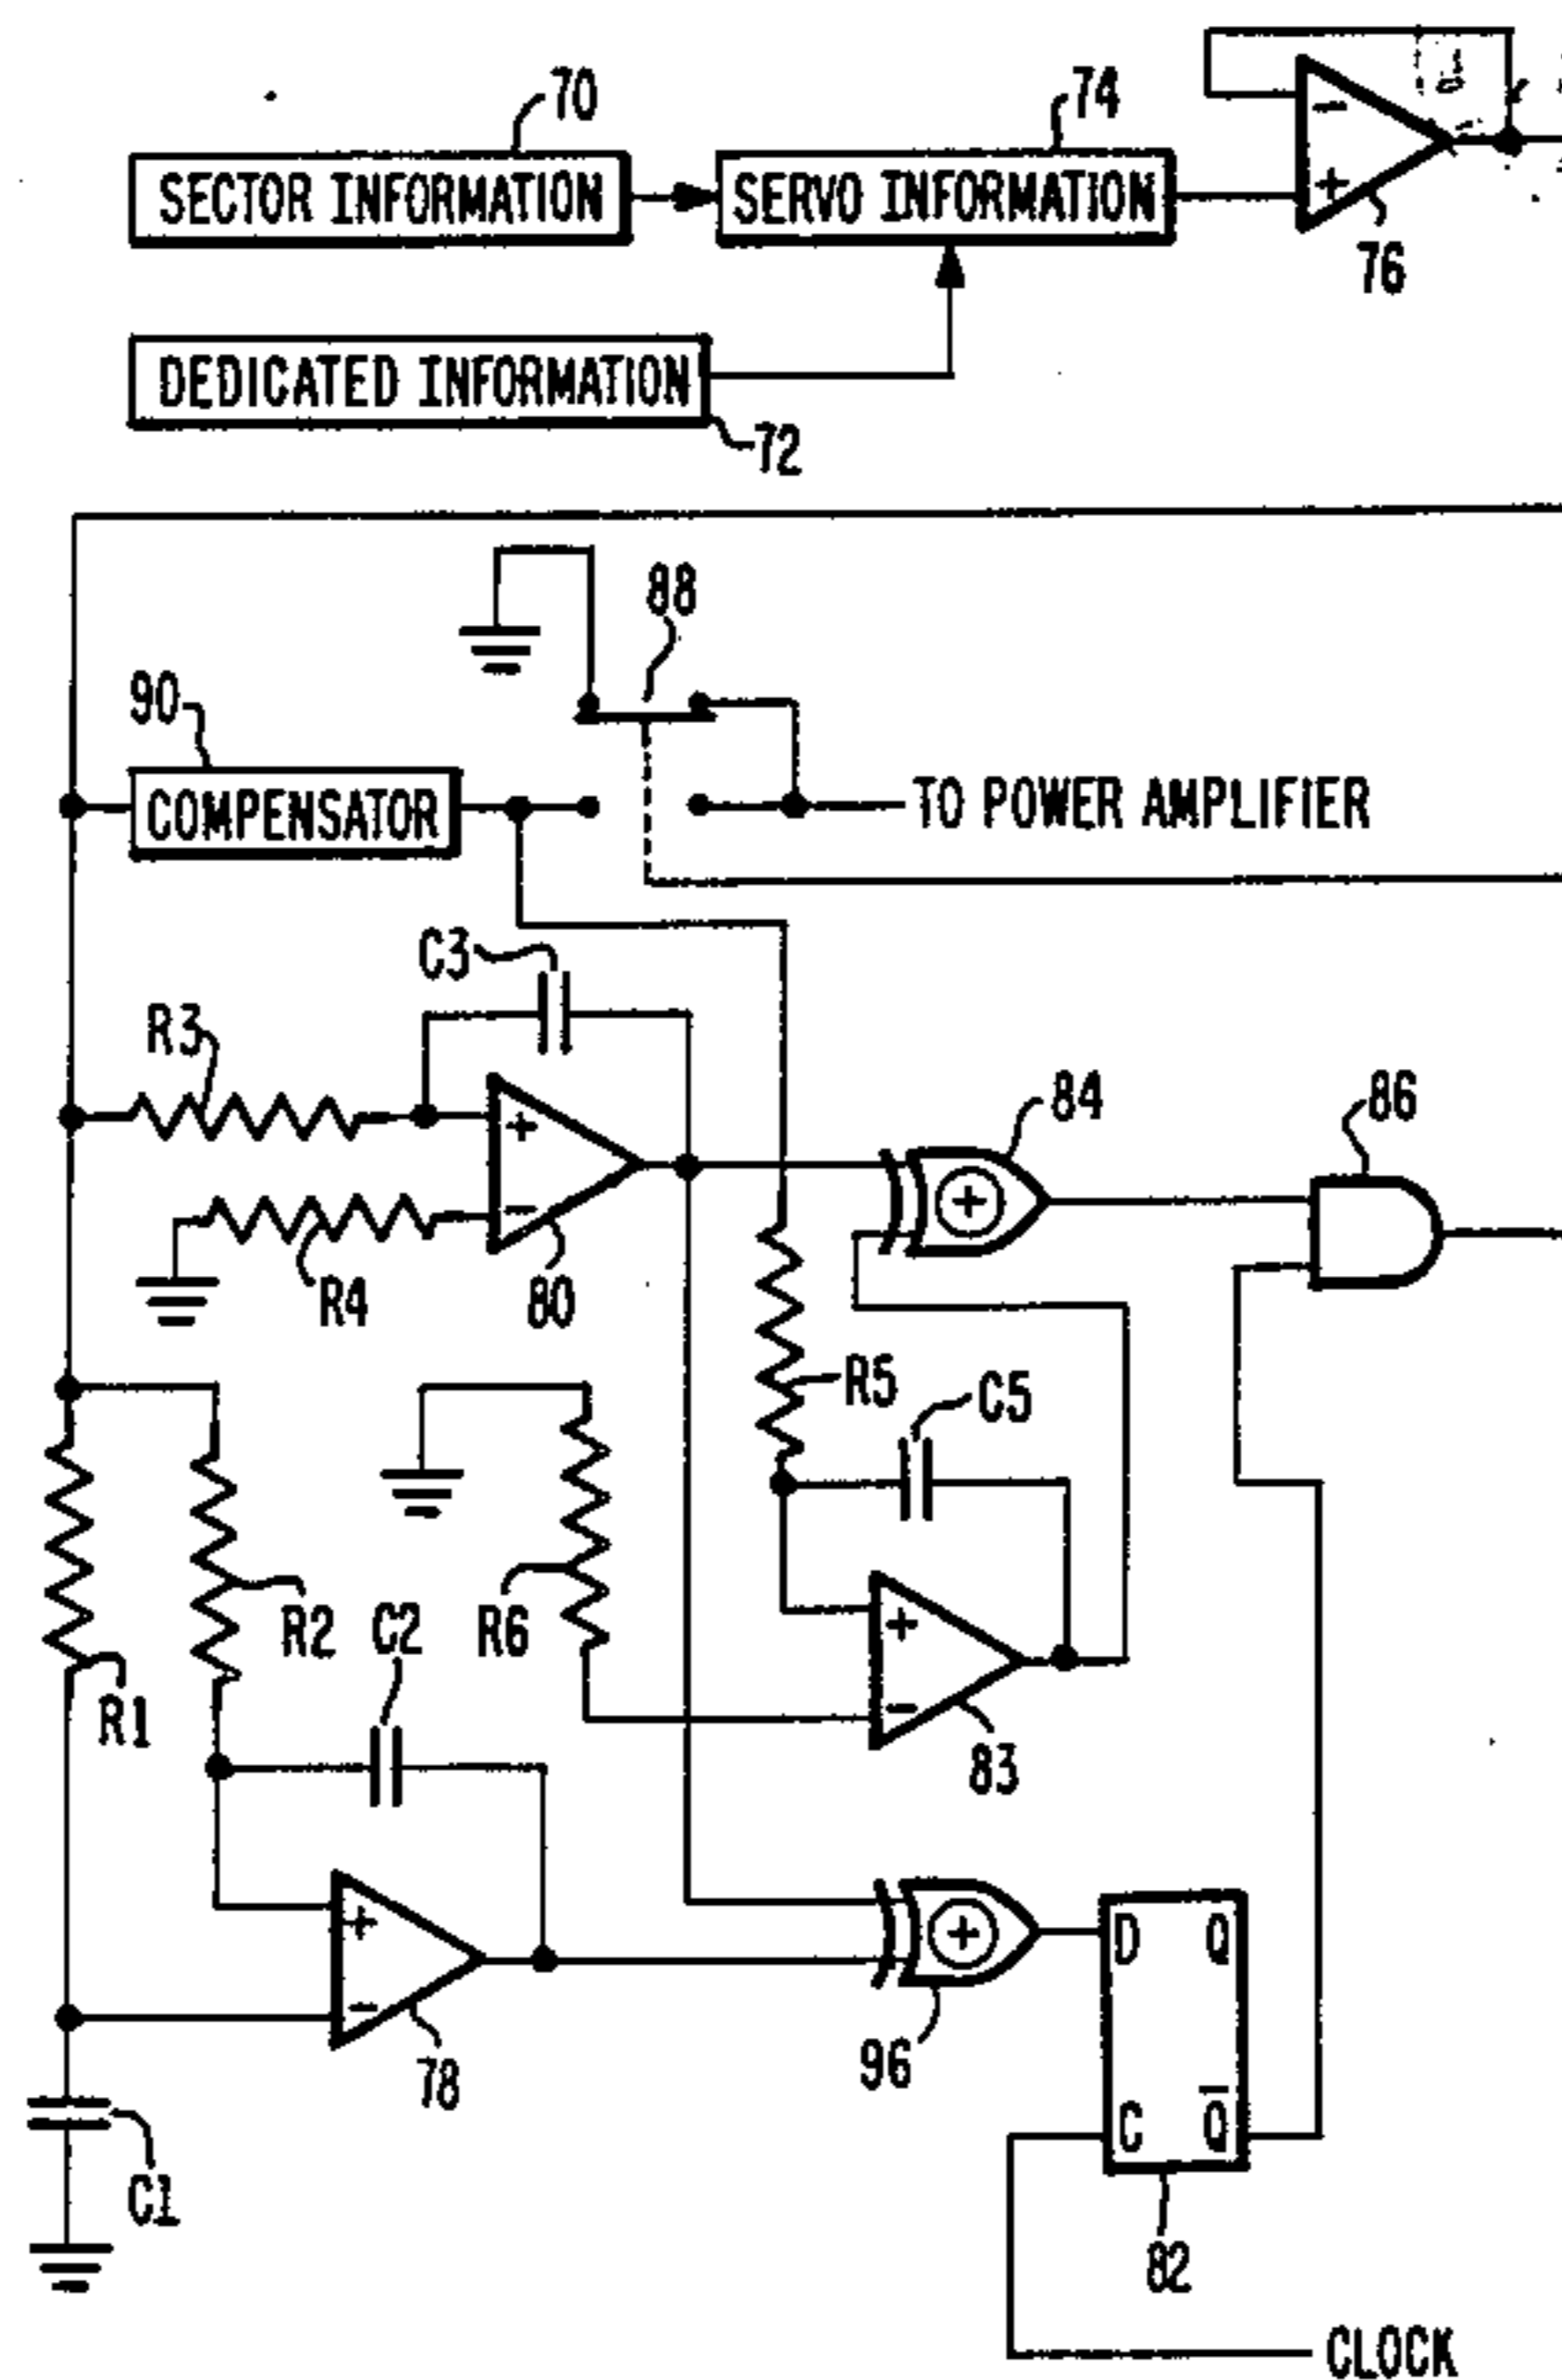 70
74
SECTOR INFORMATION
SERVO INFORMATION
-
+
76
DEDICATED INFORMATION
72
88
90
COMPENSATOR
TO POWER AMPLIFIER
C3
R3
+
-
R4
80
84
+
86
R5
C5
R1
R2
C2
R6
+
-
83
+
-
78
+
96
D Q
C Q̅
82
C1
CLOCK